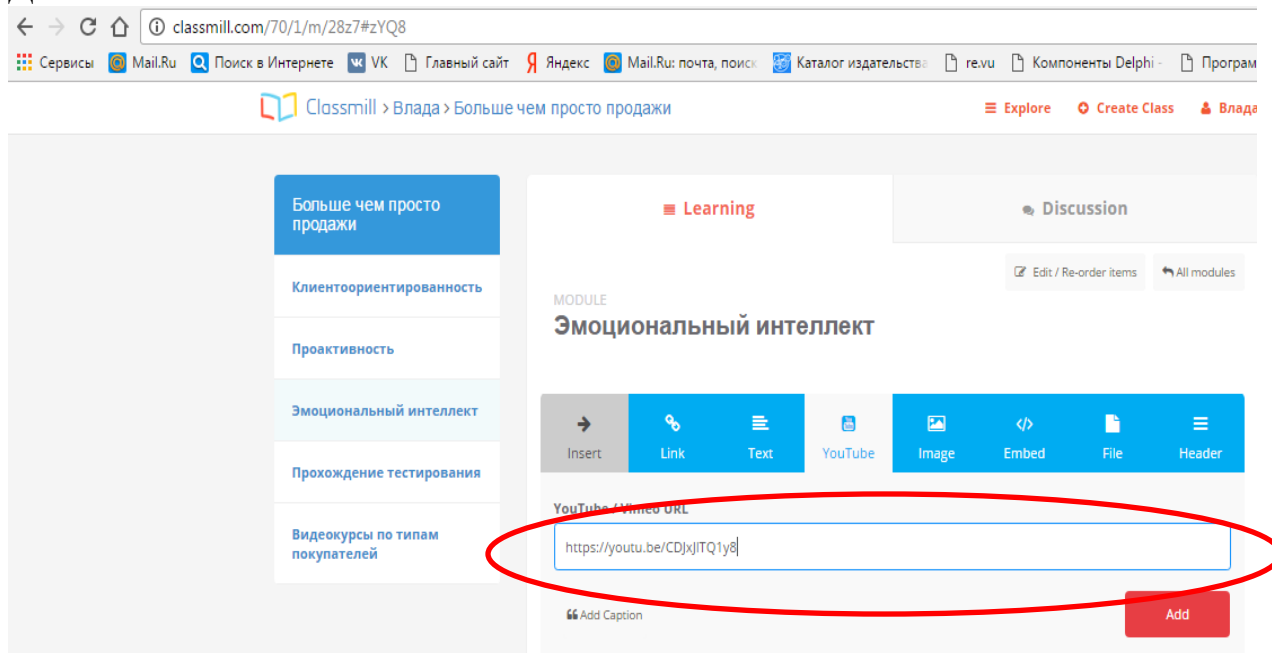 classmill.com/70/1/m/28z7#zYQ8
Сервисы Mail.Ru Поиск в Интернете VK Главный сайт Яндекс Mail.Ru: почта, поиск Каталог издательства re.vu Компоненты Delphi - Програм
Classmill › Влада › Больше чем просто продажи Explore Create Class Влада
Больше чем просто
продажи
Клиентоориентированность
Проактивность
Эмоциональный интеллект
Прохождение тестирования
Видеокурсы по типам
покупателей
Learning Discussion
Edit / Re-order items All modules
MODULE
Эмоциональный интеллект
Insert Link Text YouTube Image Embed File Header
YouTube / Vimeo URL
https://youtu.be/CDJxJITQ1y8
Add Caption Add